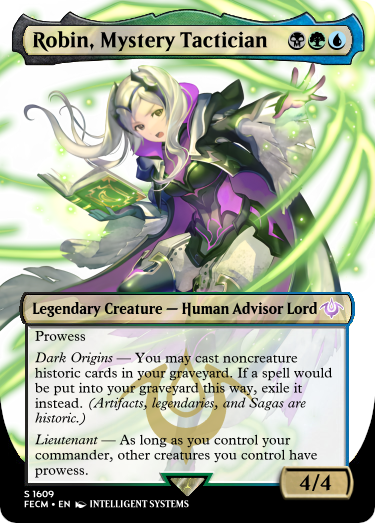 Robin, Mystery Tactician
Legendary Creature — Human Advisor Lord
Prowess
Dark Origins — You may cast noncreature
historic cards in your graveyard. If a spell would
be put into your graveyard this way, exile it
instead. (Artifacts, legendaries, and Sagas are
historic.)
Lieutenant — As long as you control your
commander, other creatures you control have
prowess.
4/4
S 1609
FECM • EN INTELLIGENT SYSTEMS